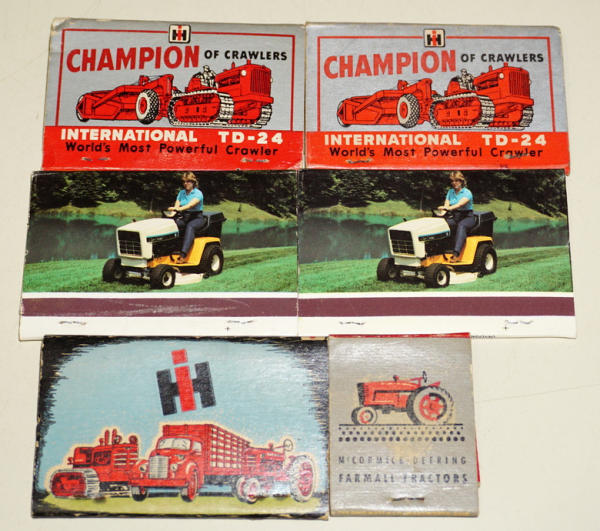 IH
CHAMPION OF CRAWLERS
INTERNATIONAL TD-24
World's Most Powerful Crawler
IH
CHAMPION OF CRAWLERS
INTERNATIONAL TD-24
World's Most Powerful Crawler
IH
McCORMICK-DEERING
FARMALL TRACTORS